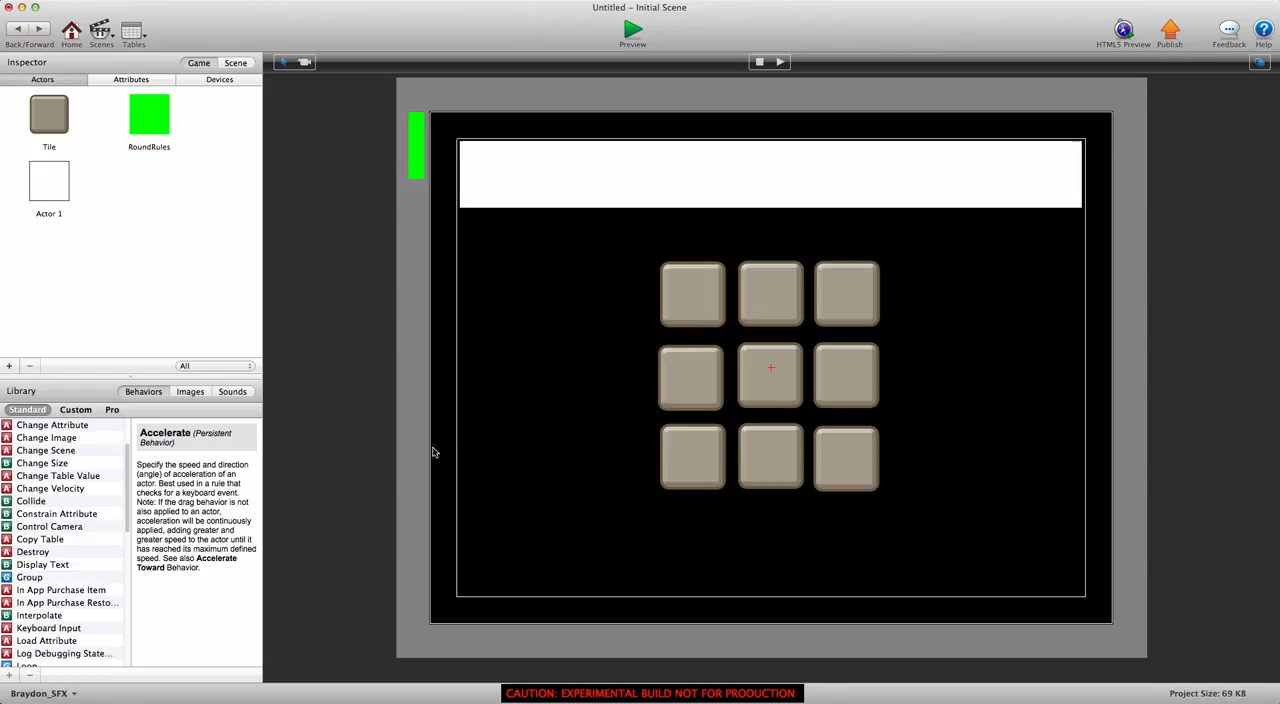 Untitled – Initial Scene
Back/Forward
Home
Scenes
Tables
Preview
HTML5 Preview
Publish
Feedback
Help
Inspector
Game
Scene
Actors
Attributes
Devices
Tile
RoundRules
Actor 1
All
Library
Behaviors
Images
Sounds
Standard
Custom
Pro
Change Attribute
Change Image
Change Scene
Change Size
Change Table Value
Change Velocity
Collide
Constrain Attribute
Control Camera
Copy Table
Destroy
Display Text
Group
In App Purchase Item
In App Purchase Resto...
Interpolate
Keyboard Input
Load Attribute
Log Debugging State...
Loop
Accelerate (Persistent
Behavior)
Specify the speed and direction
(angle) of acceleration of an
actor. Best used in a rule that
checks for a keyboard event.
Note: If the drag behavior is not
also applied to an actor,
acceleration will be continuously
applied, adding greater and
greater speed to the actor until it
has reached its maximum defined
speed. See also Accelerate
Toward Behavior.
Braydon_SFX
CAUTION: EXPERIMENTAL BUILD NOT FOR PRODUCTION
Project Size: 69 KB